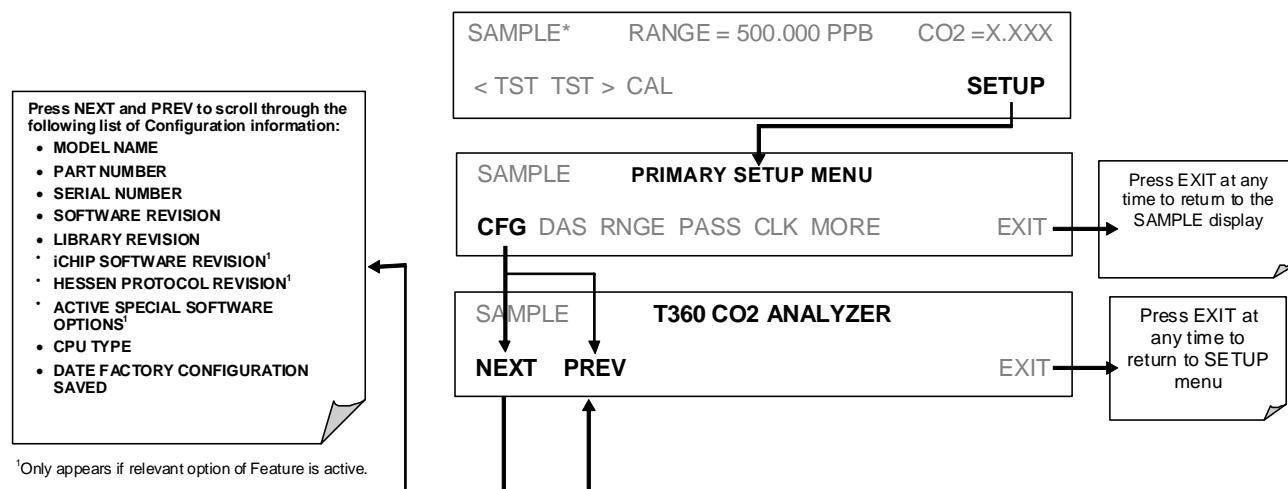 SAMPLE* RANGE = 500.000 PPB CO2 =X.XXX
< TST TST > CAL SETUP
Press NEXT and PREV to scroll through the
following list of Configuration information:
• MODEL NAME
• PART NUMBER
• SERIAL NUMBER
• SOFTWARE REVISION
• LIBRARY REVISION
• iCHIP SOFTWARE REVISION¹
• HESSEN PROTOCOL REVISION¹
• ACTIVE SPECIAL SOFTWARE
OPTIONS¹
• CPU TYPE
• DATE FACTORY CONFIGURATION
SAVED
¹Only appears if relevant option of Feature is active.
SAMPLE PRIMARY SETUP MENU
CFG DAS RNGE PASS CLK MORE EXIT
Press EXIT at any
time to return to the
SAMPLE display
SAMPLE T360 CO2 ANALYZER
NEXT PREV EXIT
Press EXIT at
any time to
return to SETUP
menu